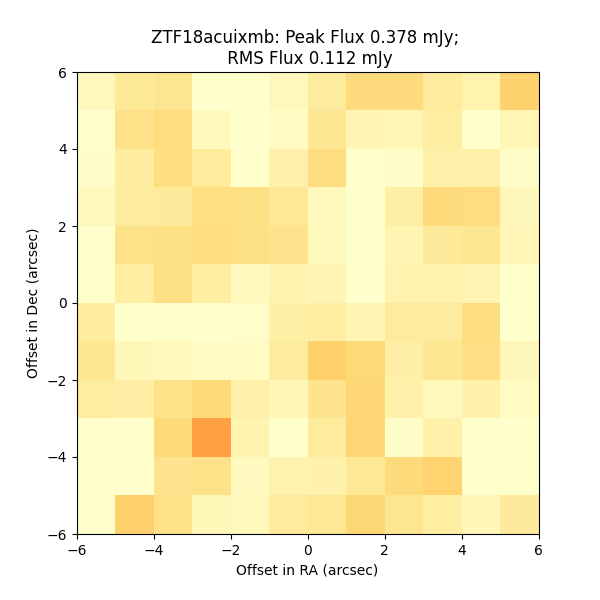 ZTF18acuixmb: Peak Flux 0.378 mJy;
RMS Flux 0.112 mJy
6
4
2
0
−2
−4
−6
Offset in Dec (arcsec)
−6 −4 −2 0 2 4 6
Offset in RA (arcsec)